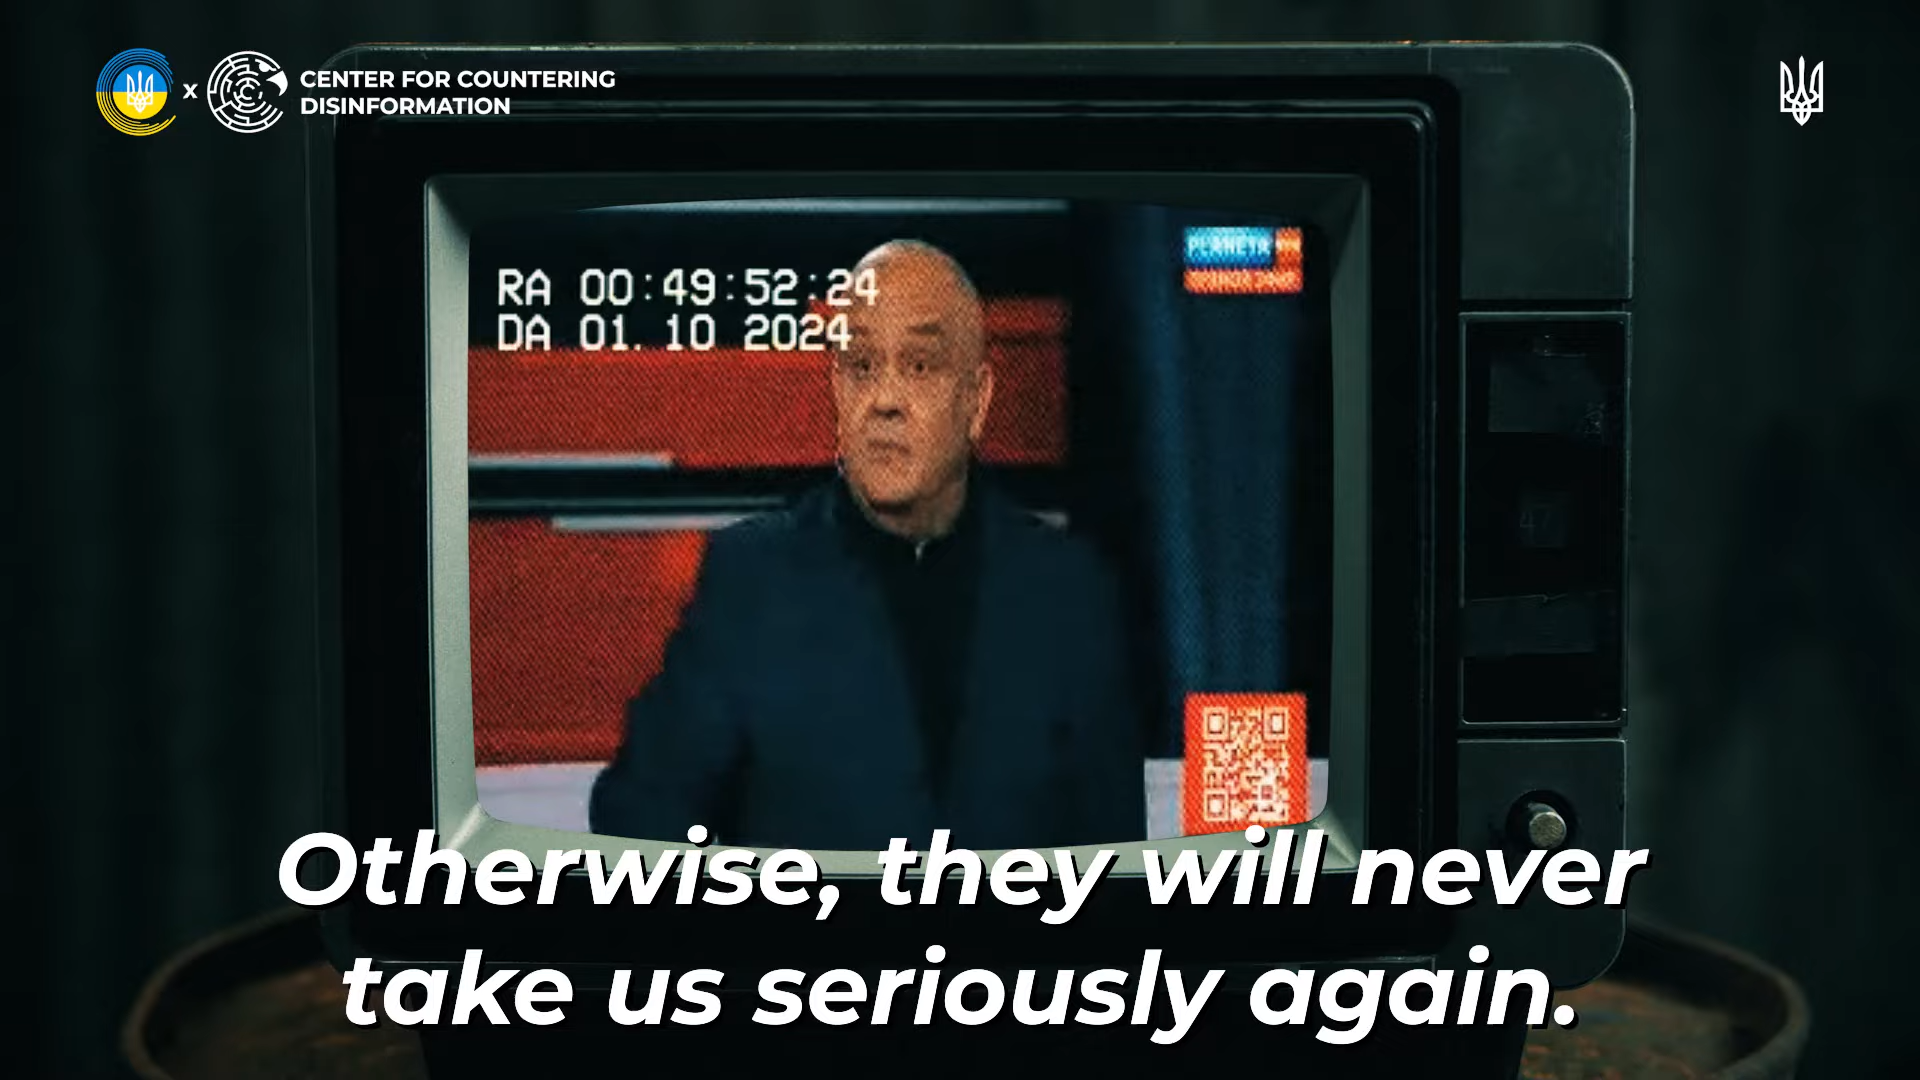 CENTER FOR COUNTERING
DISINFORMATION
x
RA 00:49:52:24
DA 01. 10 2024
PLANETA
Otherwise, they will never
take us seriously again.